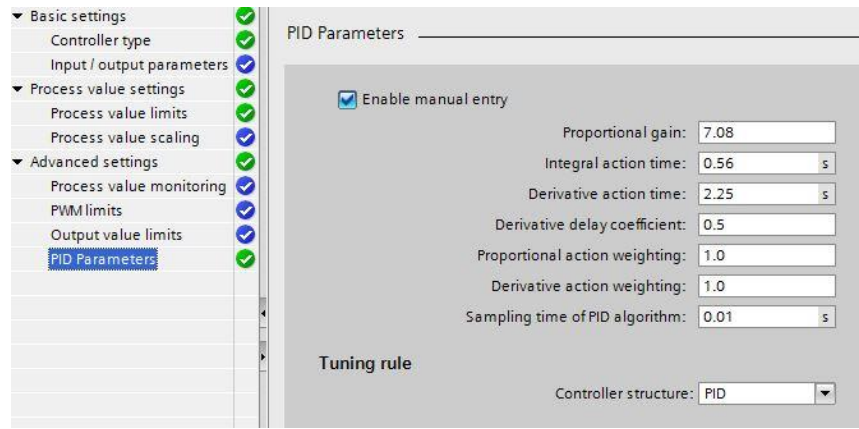 Basic settings
Controller type
Input / output parameters
Process value settings
Process value limits
Process value scaling
Advanced settings
Process value monitoring
PWM limits
Output value limits
PID Parameters
PID Parameters
Enable manual entry
Proportional gain: 7.08
Integral action time: 0.56 s
Derivative action time: 2.25 s
Derivative delay coefficient: 0.5
Proportional action weighting: 1.0
Derivative action weighting: 1.0
Sampling time of PID algorithm: 0.01 s
Tuning rule
Controller structure: PID